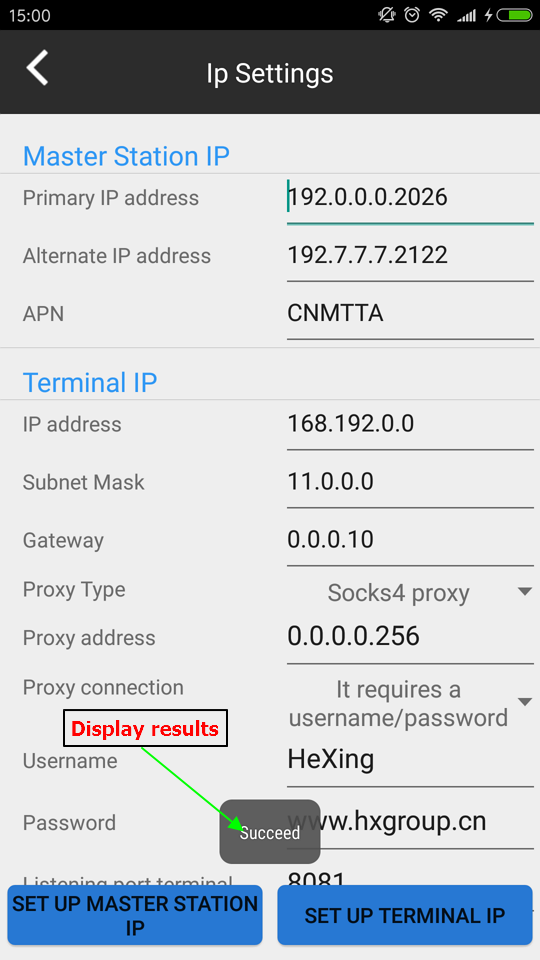 15:00
Ip Settings
Master Station IP
Primary IP address 192.0.0.0.2026
Alternate IP address 192.7.7.7.2122
APN CNMTTA
Terminal IP
IP address 168.192.0.0
Subnet Mask 11.0.0.0
Gateway 0.0.0.10
Proxy Type Socks4 proxy
Proxy address 0.0.0.0.256
Proxy connection It requires a
username/password
Display results
Username HeXing
Password www.hxgroup.cn
Succeed
Listening port terminal 8081
SET UP MASTER STATION
IP
SET UP TERMINAL IP